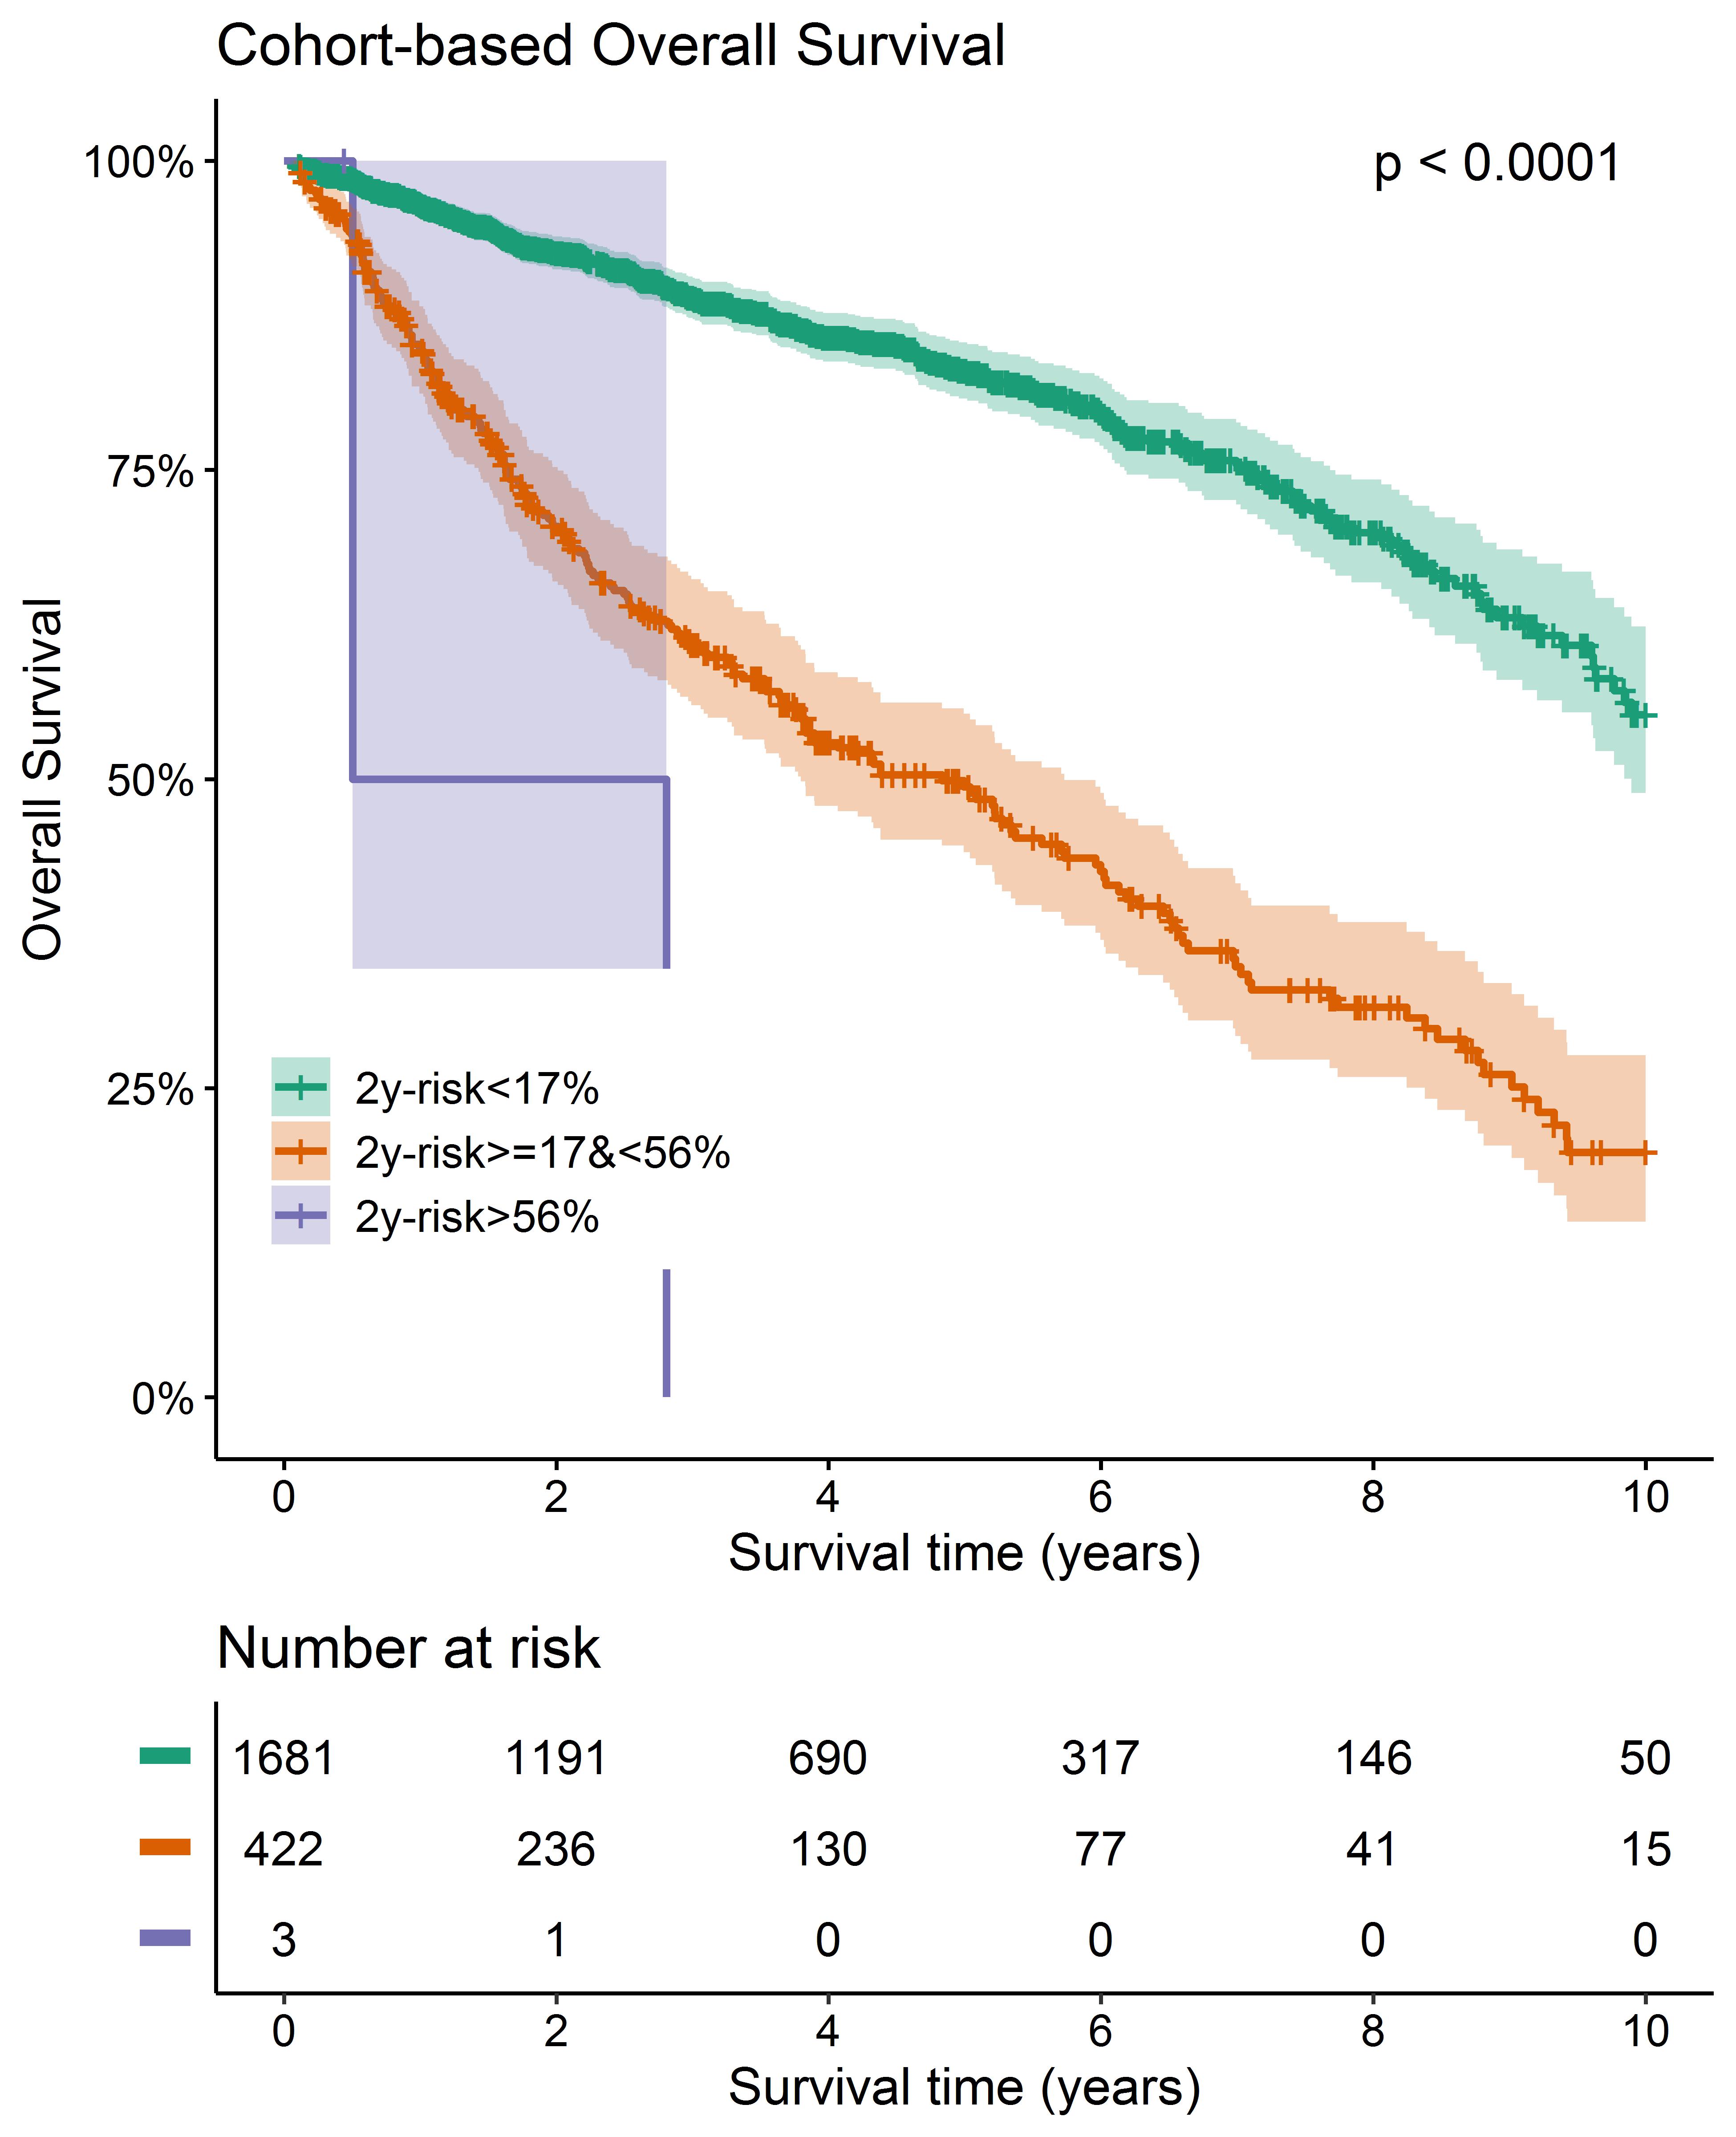 Cohort-based Overall Survival
p < 0.0001
100%
75%
50%
25%
0%
Overall Survival
2y-risk<17%
2y-risk>=17&<56%
2y-risk>56%
0 2 4 6 8 10
Survival time (years)
Number at risk
1681 1191 690 317 146 50
422 236 130 77 41 15
3 1 0 0 0 0
0 2 4 6 8 10
Survival time (years)